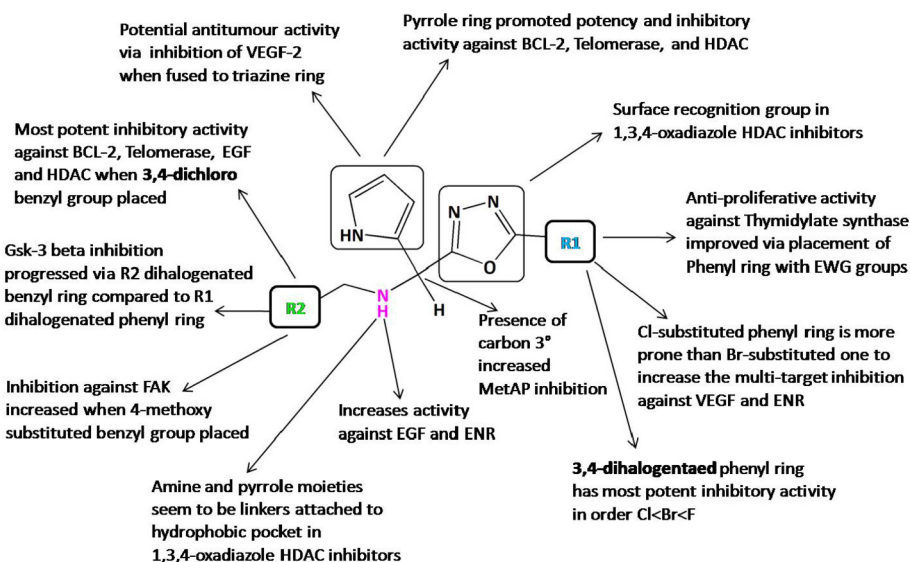 Potential antitumour activity
via inhibition of VEGF-2
when fused to triazine ring
Pyrrole ring promoted potency and inhibitory
activity against BCL-2, Telomerase, and HDAC
Surface recognition group in
1,3,4-oxadiazole HDAC inhibitors
Most potent inhibitory activity
against BCL-2, Telomerase, EGF
and HDAC when 3,4-dichloro
benzyl group placed
Anti-proliferative activity
against Thymidylate synthase
improved via placement of
Phenyl ring with EWG groups
HN
N N
O
R1
Gsk-3 beta inhibition
progressed via R2 dihalogenated
benzyl ring compared to R1
dihalogenated phenyl ring
R2
N
H
H
Presence of
carbon 3°
increased
MetAP inhibition
Cl-substituted phenyl ring is more
prone than Br-substituted one to
increase the multi-target inhibition
against VEGF and ENR
Inhibition against FAK
increased when 4-methoxy
substituted benzyl group placed
Increases activity
against EGF and ENR
Amine and pyrrole moieties
seem to be linkers attached to
hydrophobic pocket in
1,3,4-oxadiazole HDAC inhibitors
3,4-dihalogentaed phenyl ring
has most potent inhibitory activity
in order Cl<Br<F